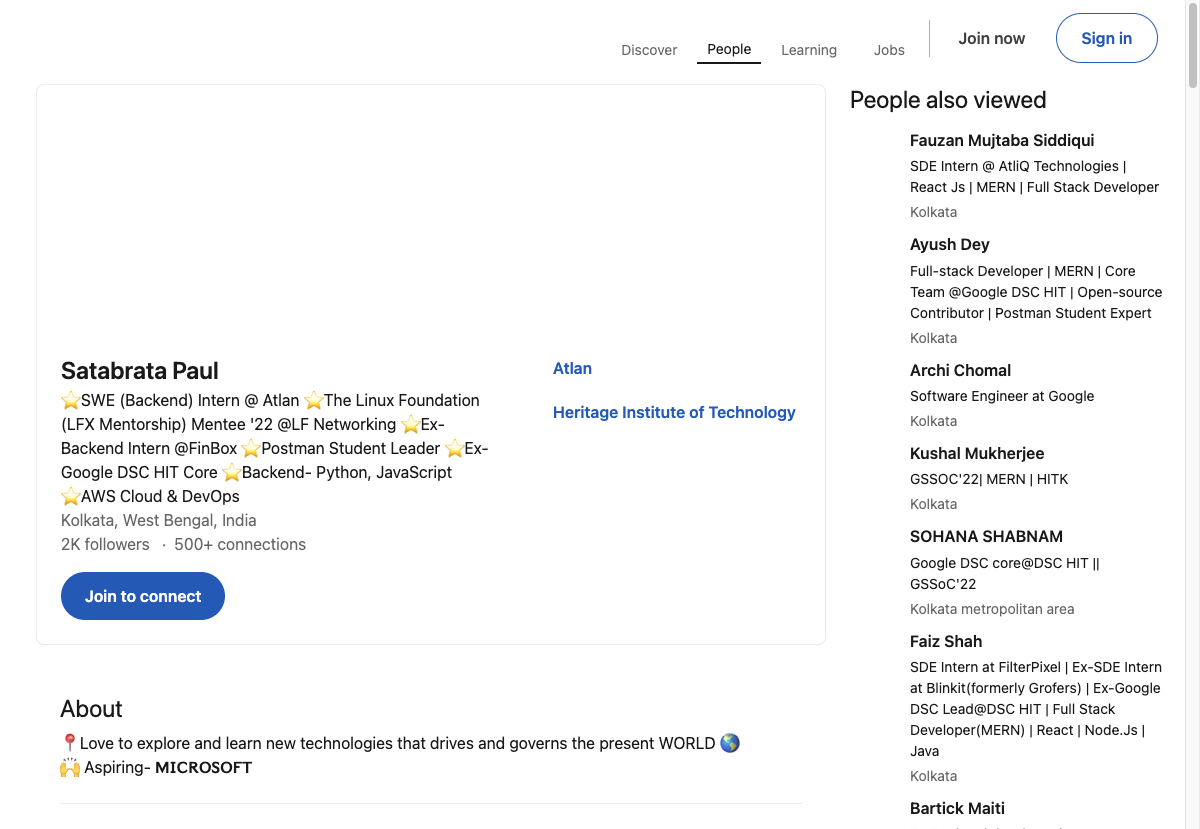 Discover
People
Learning
Jobs
Join now
Sign in
Satabrata Paul
⭐SWE (Backend) Intern @ Atlan ⭐The Linux Foundation
(LFX Mentorship) Mentee '22 @LF Networking ⭐Ex-
Backend Intern @FinBox ⭐Postman Student Leader ⭐Ex-
Google DSC HIT Core ⭐Backend- Python, JavaScript
⭐AWS Cloud & DevOps
Kolkata, West Bengal, India
2K followers · 500+ connections
Join to connect
Atlan
Heritage Institute of Technology
About
📍Love to explore and learn new technologies that drives and governs the present WORLD 🌎
🙌 Aspiring- 𝗠𝗜𝗖𝗥𝗢𝗦𝗢𝗙𝗧
People also viewed
Fauzan Mujtaba Siddiqui
SDE Intern @ AtliQ Technologies |
React Js | MERN | Full Stack Developer
Kolkata
Ayush Dey
Full-stack Developer | MERN | Core
Team @Google DSC HIT | Open-source
Contributor | Postman Student Expert
Kolkata
Archi Chomal
Software Engineer at Google
Kolkata
Kushal Mukherjee
GSSOC'22| MERN | HITK
Kolkata
SOHANA SHABNAM
Google DSC core@DSC HIT ||
GSSoC'22
Kolkata metropolitan area
Faiz Shah
SDE Intern at FilterPixel | Ex-SDE Intern
at Blinkit(formerly Grofers) | Ex-Google
DSC Lead@DSC HIT | Full Stack
Developer(MERN) | React | Node.Js |
Java
Kolkata
Bartick Maiti